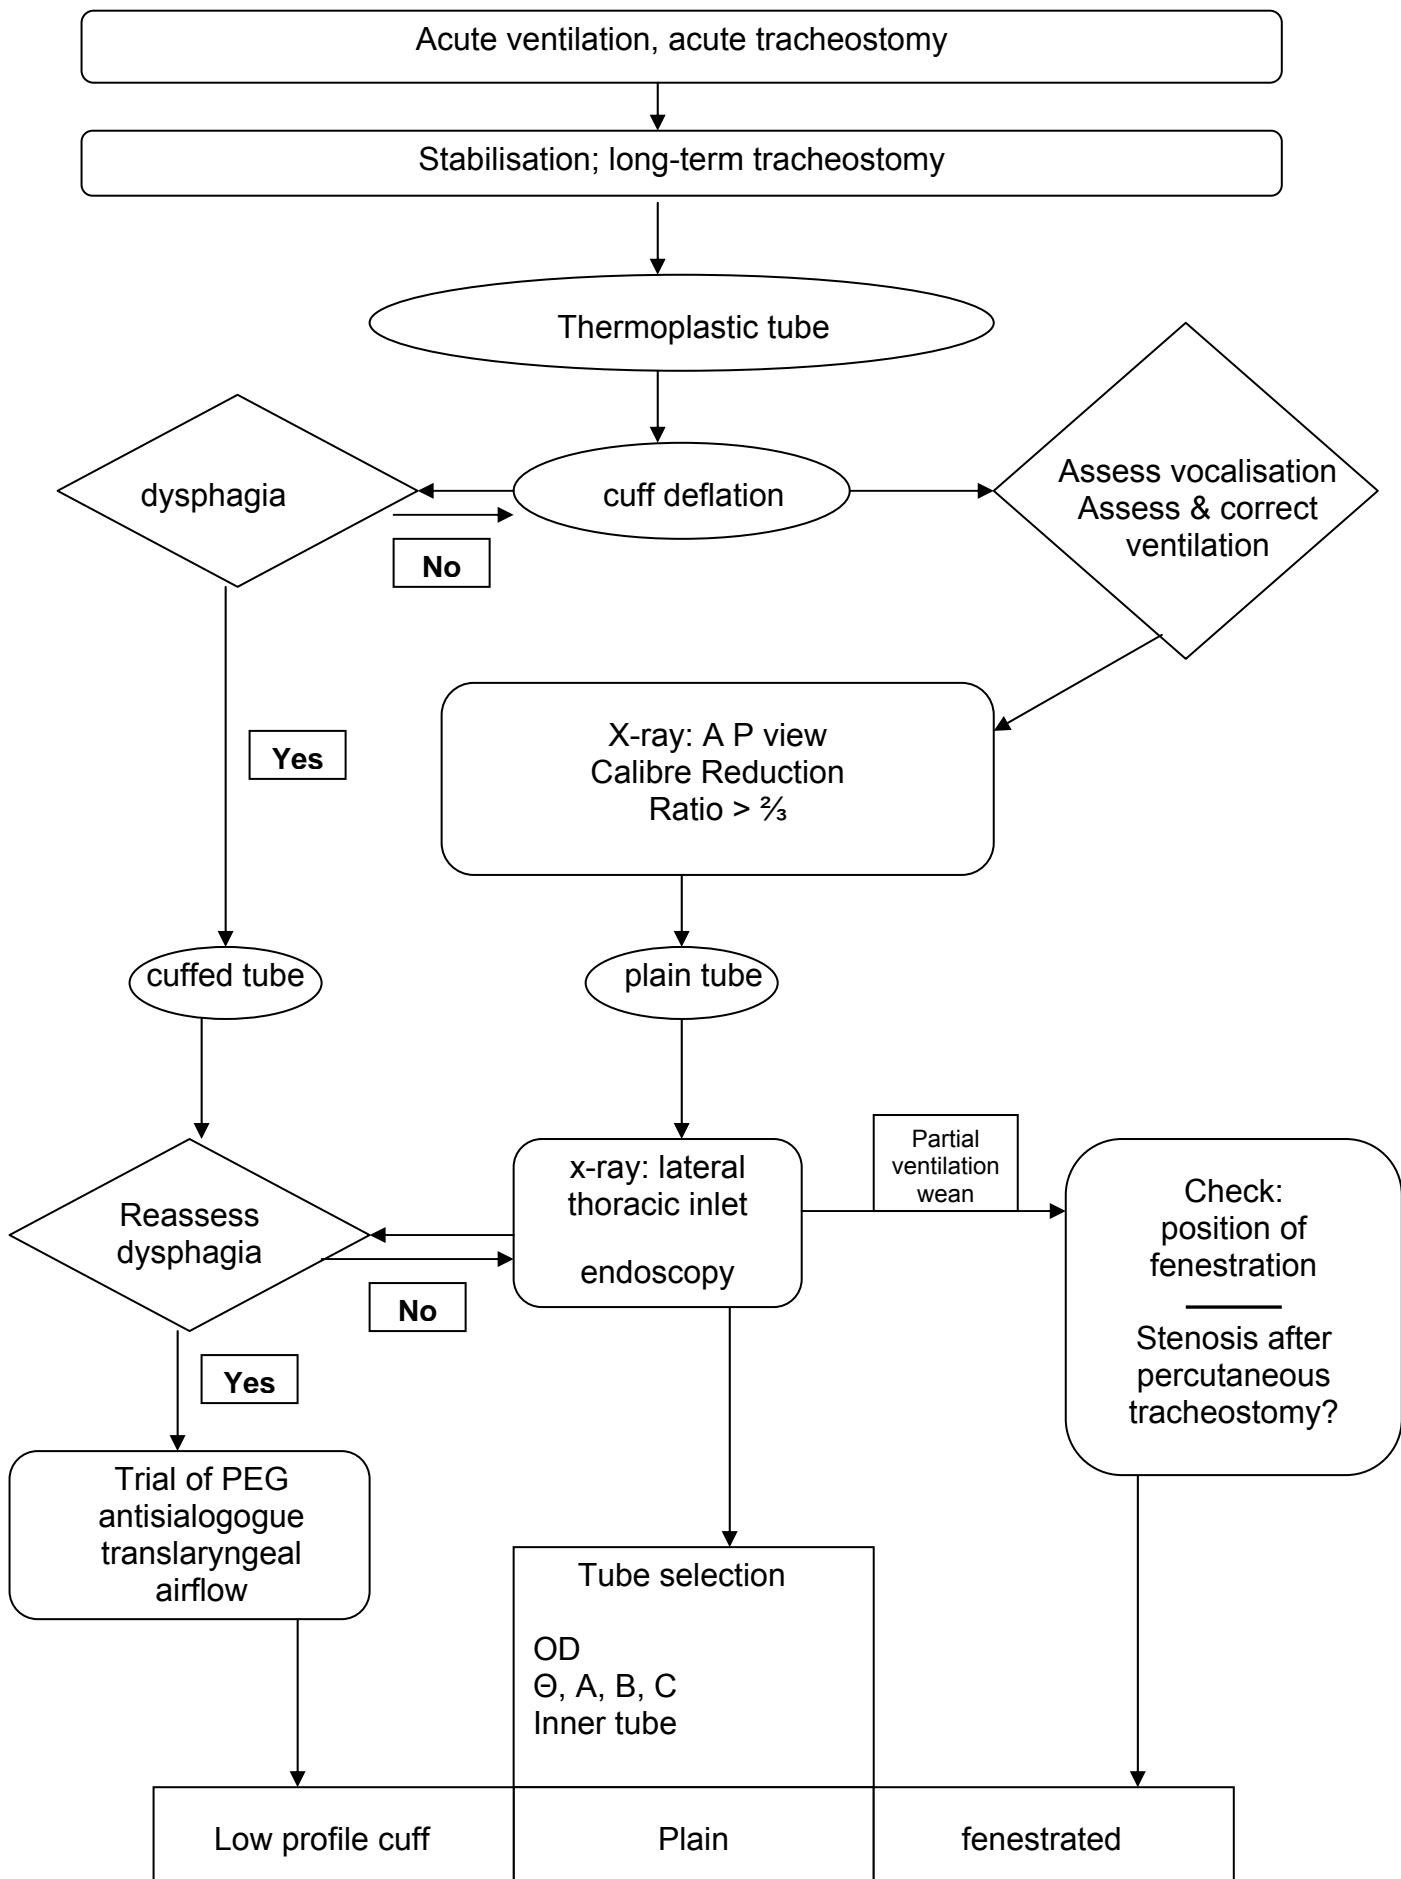 Acute ventilation, acute tracheostomy
Stabilisation; long-term tracheostomy
Thermoplastic tube
dysphagia
cuff deflation
Assess vocalisation
Assess & correct
ventilation
No
Yes
X-ray: A P view
Calibre Reduction
Ratio > ⅔
cuffed tube
plain tube
Reassess
dysphagia
x-ray: lateral
thoracic inlet
endoscopy
Partial
ventilation
wean
Check:
position of
fenestration
Stenosis after
percutaneous
tracheostomy?
No
Yes
Trial of PEG
antisialogogue
translaryngeal
airflow
Tube selection
OD
Θ, A, B, C
Inner tube
Low profile cuff
Plain
fenestrated